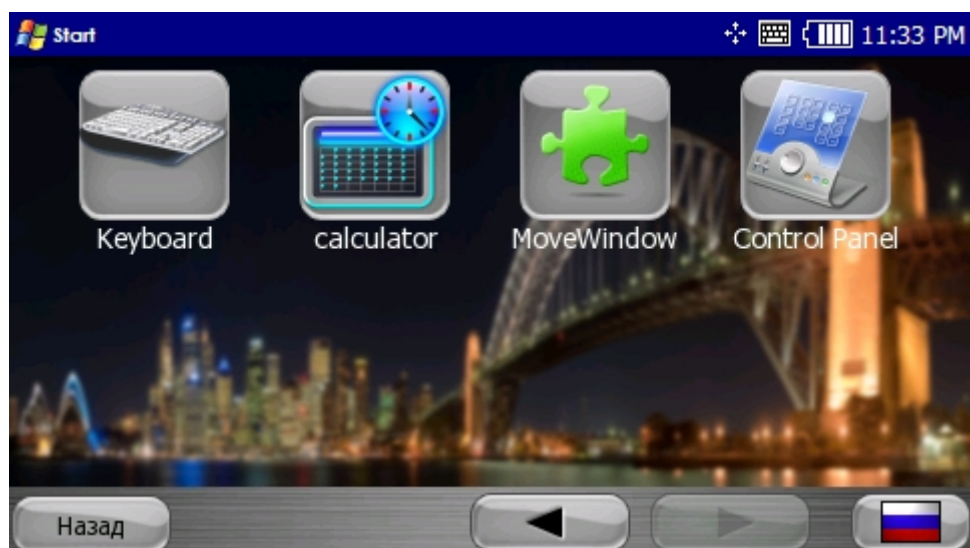 Start 11:33 PM
Keyboard calculator MoveWindow Control Panel
Назад